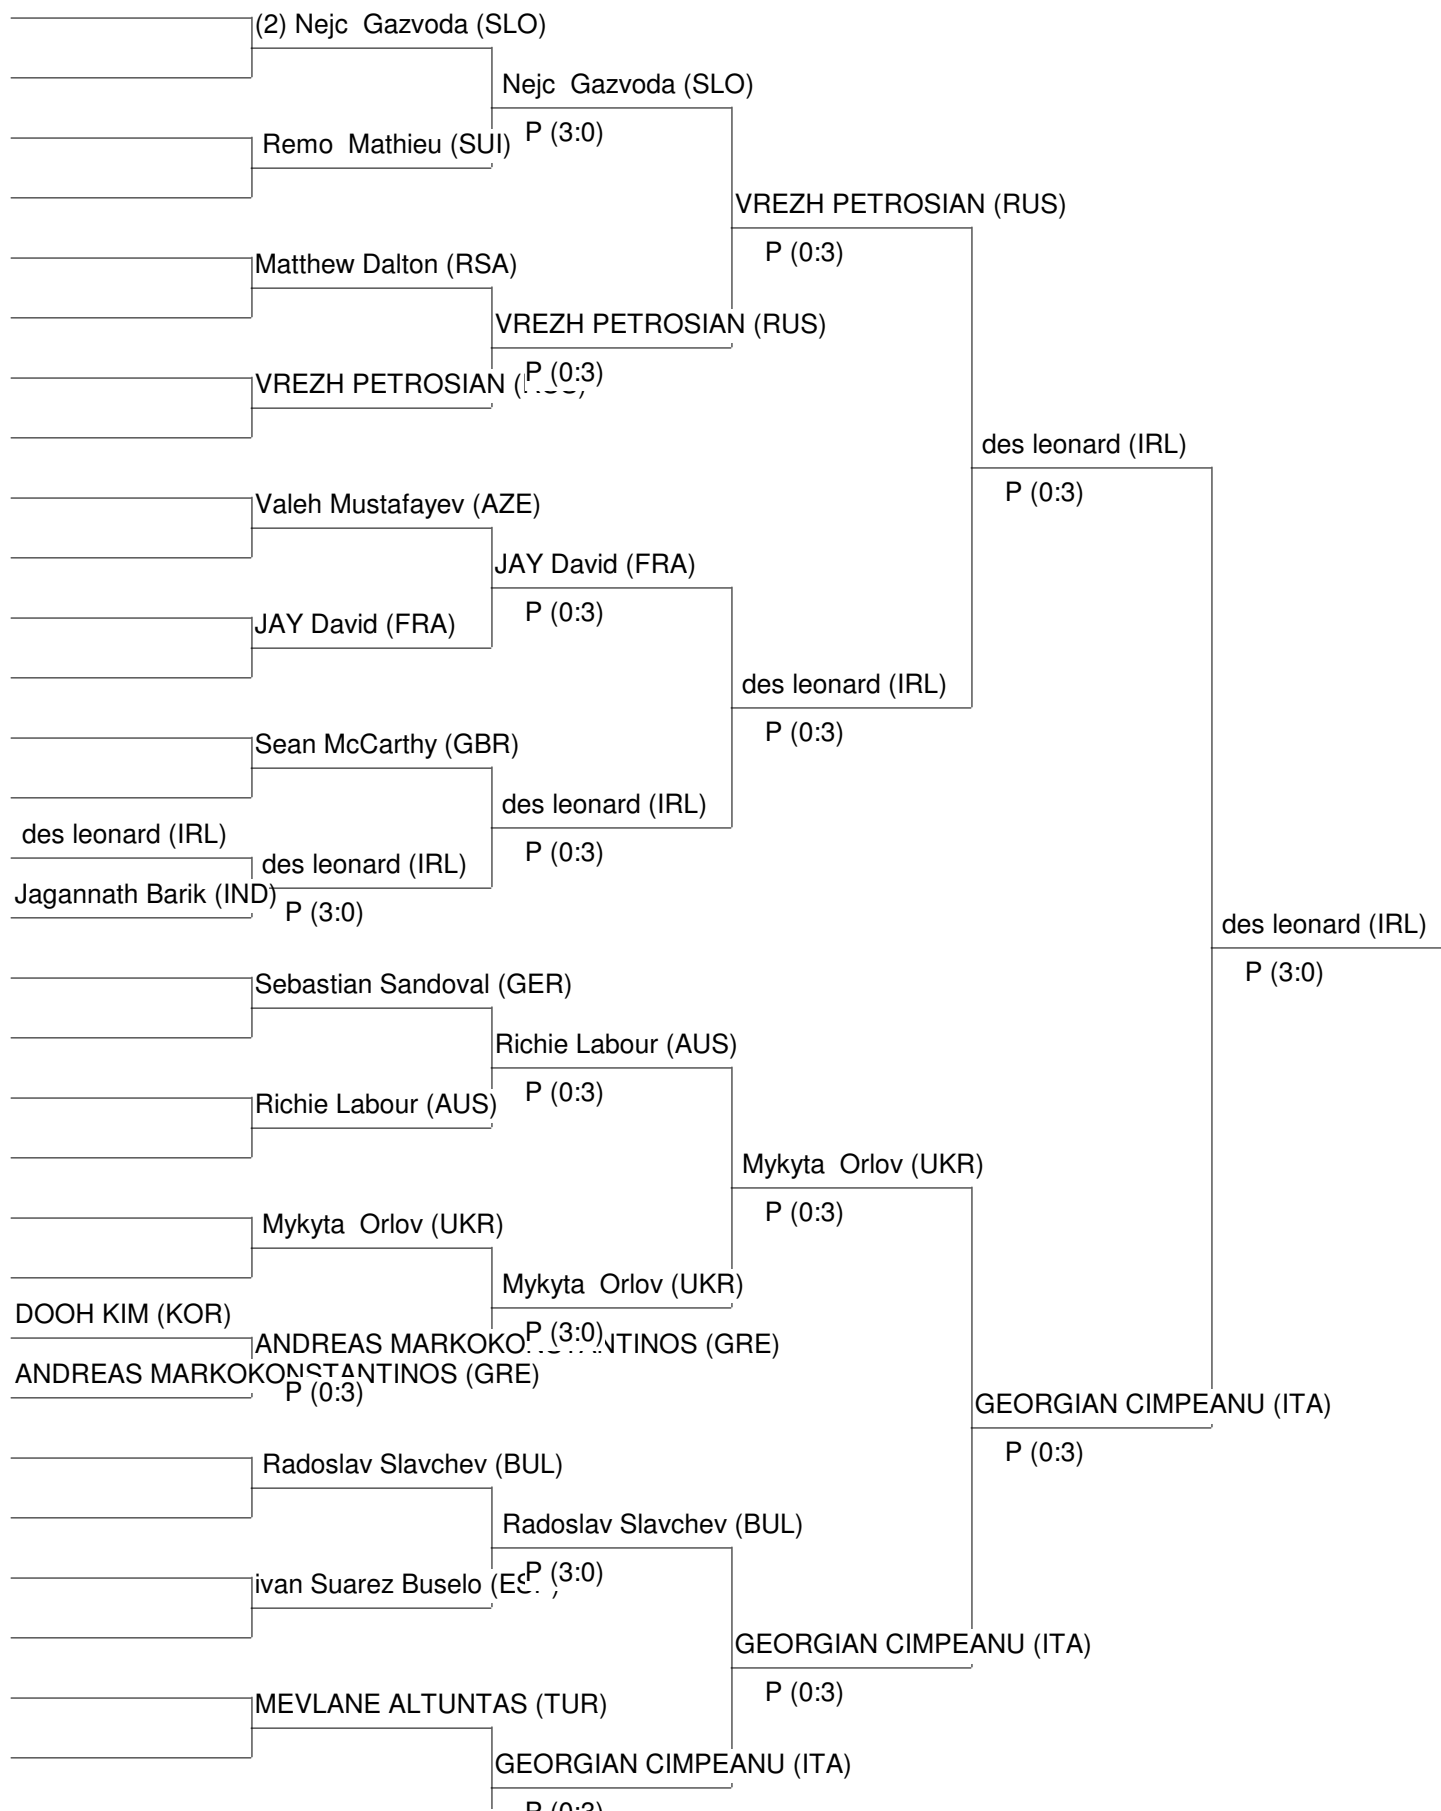 (2) Nejc  Gazvoda (SLO)
Nejc  Gazvoda (SLO)
P (3:0)
Remo  Mathieu (SUI)
VREZH PETROSIAN (RUS)
P (0:3)
Matthew Dalton (RSA)
VREZH PETROSIAN (RUS)
P (0:3)
VREZH PETROSIAN
des leonard (IRL)
P (0:3)
Valeh Mustafayev (AZE)
JAY David (FRA)
P (0:3)
JAY David (FRA)
des leonard (IRL)
P (0:3)
Sean McCarthy (GBR)
des leonard (IRL)
P (0:3)
des leonard (IRL)
des leonard (IRL)
Jagannath Barik (IND)
P (3:0)
des leonard (IRL)
P (3:0)
Sebastian Sandoval (GER)
Richie Labour (AUS)
P (0:3)
Richie Labour (AUS)
Mykyta  Orlov (UKR)
P (0:3)
Mykyta  Orlov (UKR)
Mykyta  Orlov (UKR)
P (3:0)
DOOH KIM (KOR)
ANDREAS MARKOKONSTANTINOS (GRE)
ANDREAS MARKOKONSTANTINOS (GRE)
P (0:3)
GEORGIAN CIMPEANU (ITA)
P (0:3)
Radoslav Slavchev (BUL)
Radoslav Slavchev (BUL)
P (3:0)
ivan Suarez Buselo
GEORGIAN CIMPEANU (ITA)
P (0:3)
MEVLANE ALTUNTAS (TUR)
GEORGIAN CIMPEANU (ITA)
P (0:3)